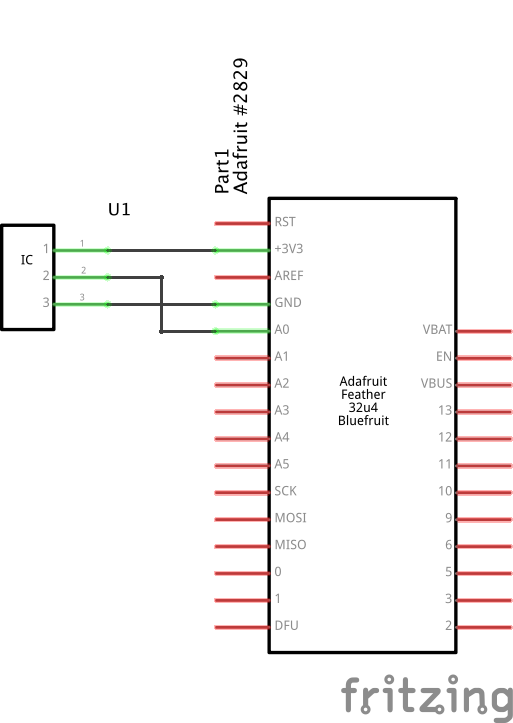 Part1
Adafruit #2829
U1
IC
1
2
3
1
2
3
RST
+3V3
AREF
GND
A0
A1
A2
A3
A4
A5
SCK
MOSI
MISO
0
1
DFU
Adafruit
Feather
32u4
Bluefruit
VBAT
EN
VBUS
13
12
11
10
9
6
5
3
2
fritzing